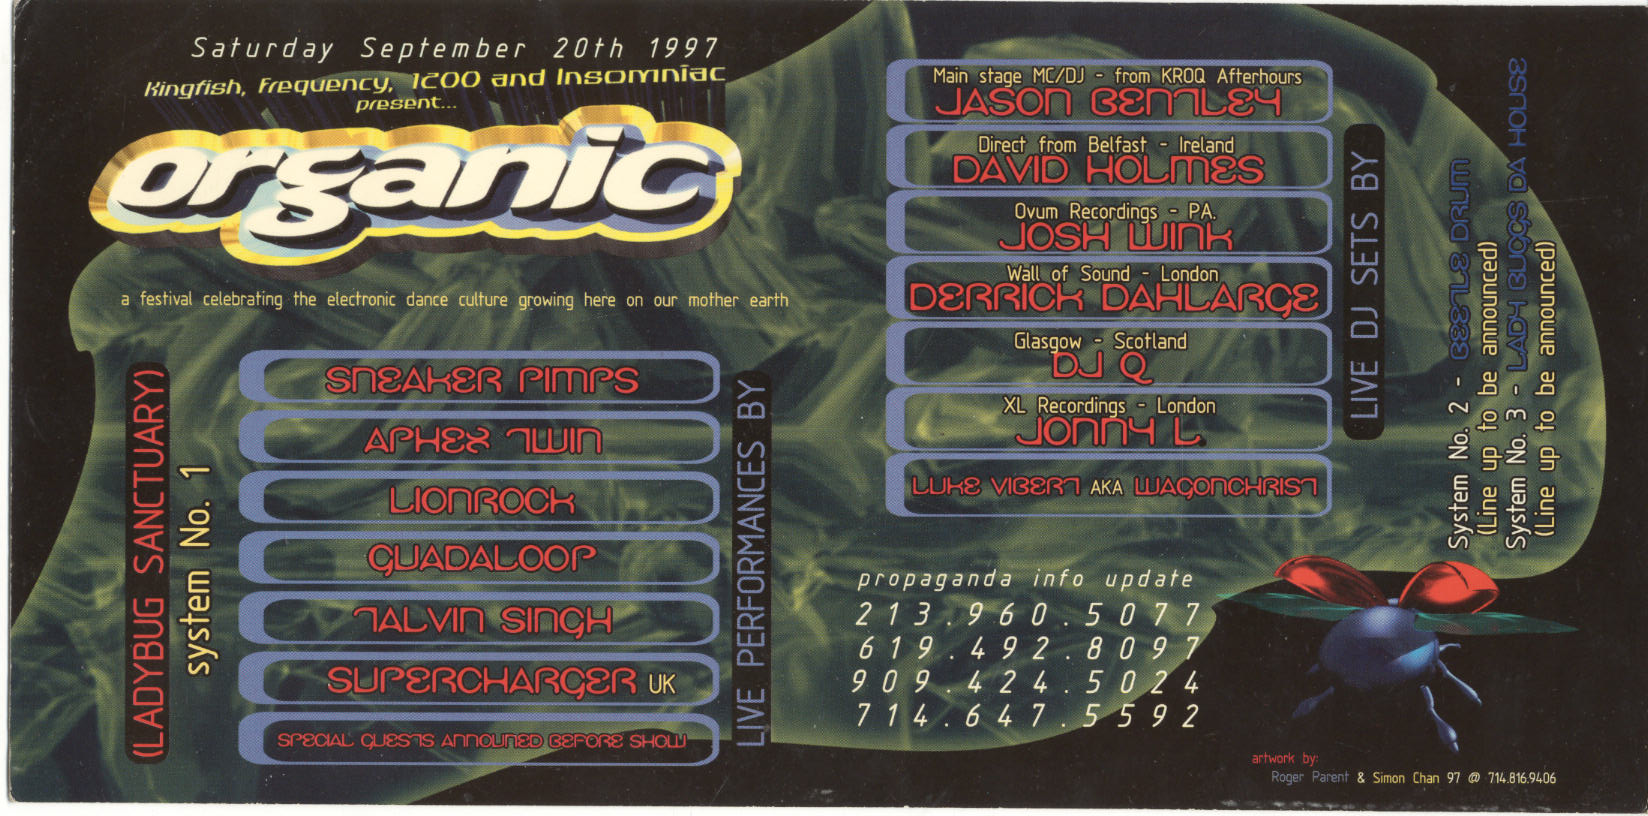 Saturday September 20th 1997
Kingfish, Frequency, 1200 and Insomniac
present...
organic
a festival celebrating the electronic dance culture growing here on our mother earth
(LADYBUG SANCTUARY)
system No. 1
SNEAKER PIMPS
APHEX TWIN
LIONROCK
GUADALOOP
TALVIN SINGH
SUPERCHARGER UK
SPECIAL GUESTS ANNOUNED BEFORE SHOW
LIVE PERFORMANCES BY
Main stage MC/DJ - from KROQ Afterhours
JASON BENTLEY
Direct from Belfast - Ireland
DAVID HOLMES
Ovum Recordings - PA.
JOSH WINK
Wall of Sound - London
DERRICK DAHLARGE
Glasgow - Scotland
DJ Q
XL Recordings - London
JONNY L
LUKE VIBERT AKA WAGONCHRIST
LIVE DJ SETS BY
System No. 2 - BEETLE DRUM
(Line up to be announced)
System No. 3 - LADY BUGGS DA HOUSE
(Line up to be announced)
propaganda info update
213.960.5077
619.492.8097
909.424.5024
714.647.5592
artwork by:
Roger Parent & Simon Chan 97 @ 714.816.9406